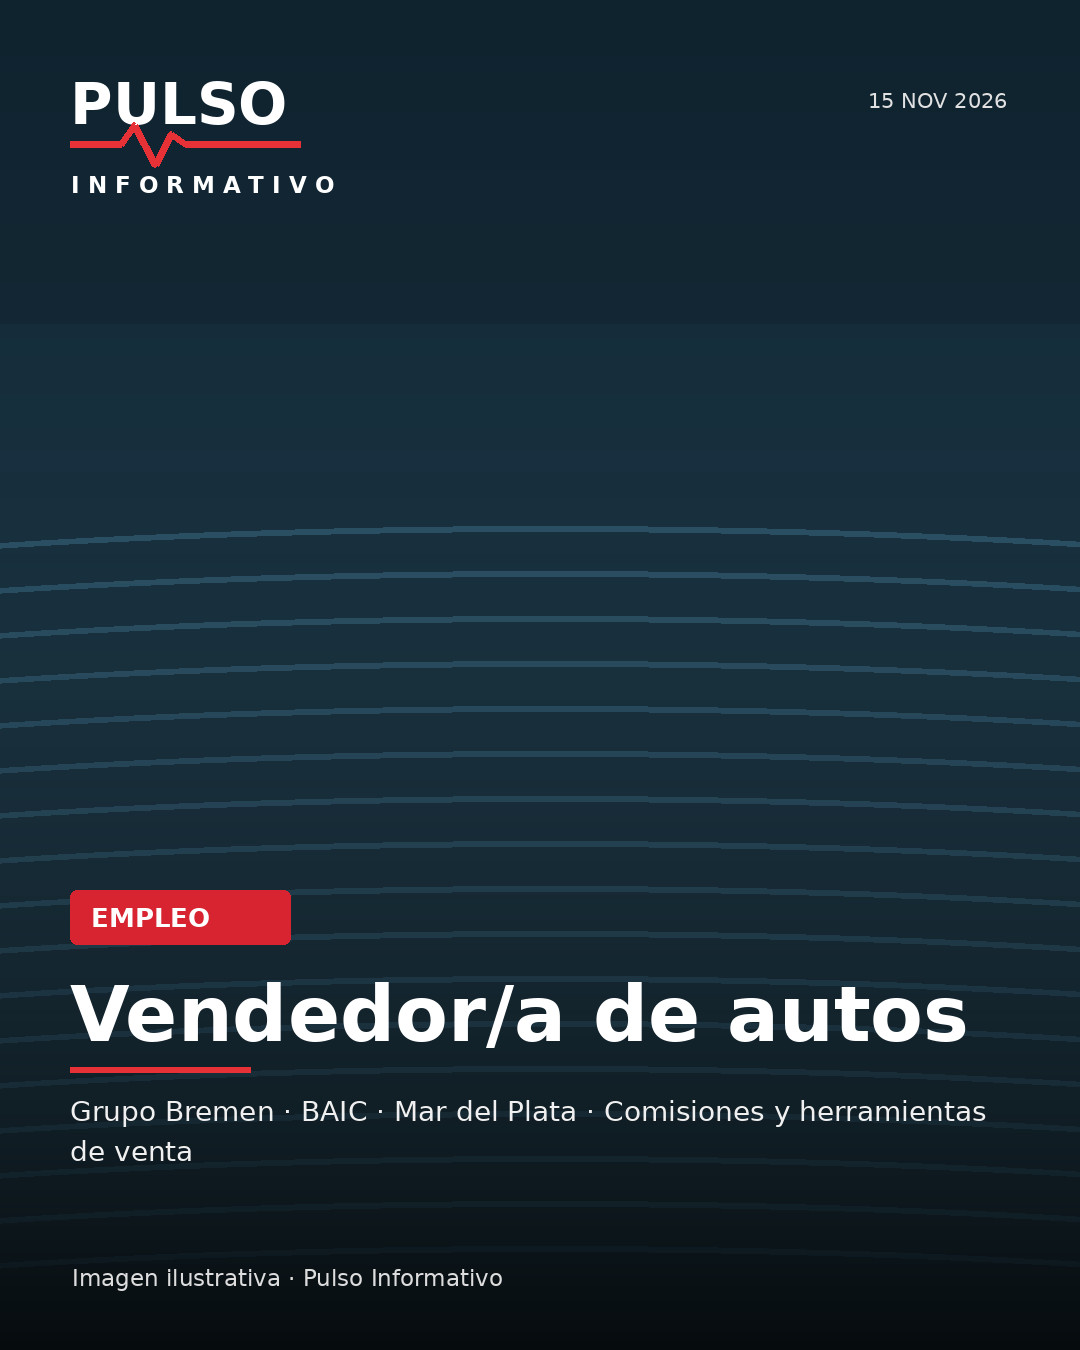 PULSO
INFORMATIVO
15 NOV 2026
EMPLEO
Vendedor/a de autos
Grupo Bremen · BAIC · Mar del Plata · Comisiones y herramientas
de venta
Imagen ilustrativa · Pulso Informativo